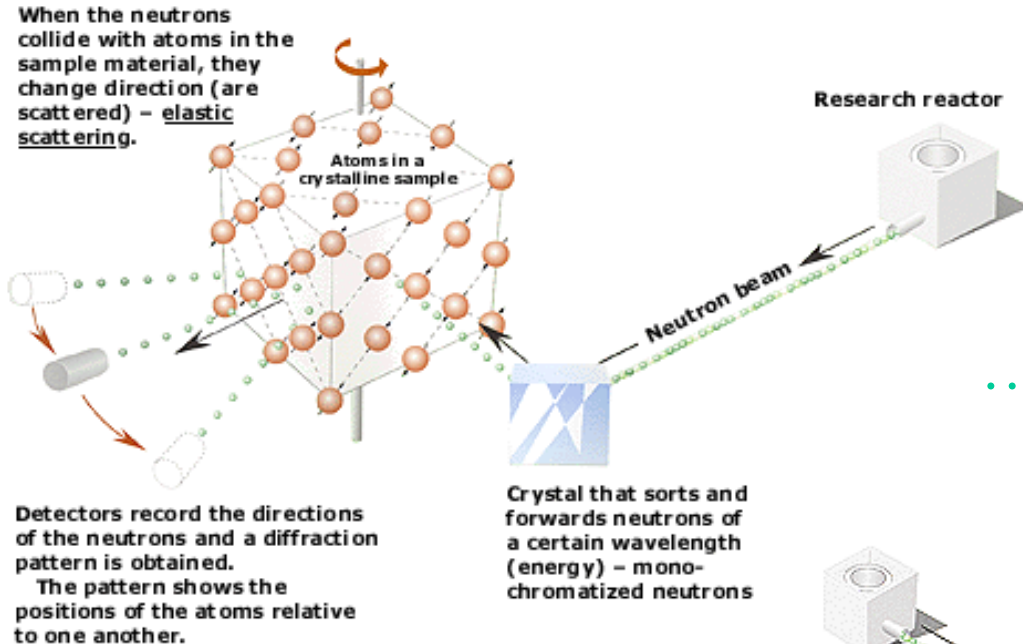 When the neutrons
collide with atoms in the
sample material, they
change direction (are
scattered) – elastic
scattering.
Atoms in a
crystalline sample
Research reactor
Neutron beam
Detectors record the directions
of the neutrons and a diffraction
pattern is obtained.
The pattern shows the
positions of the atoms relative
to one another.
Crystal that sorts and
forwards neutrons of
a certain wavelength
(energy) – mono-
chromatized neutrons